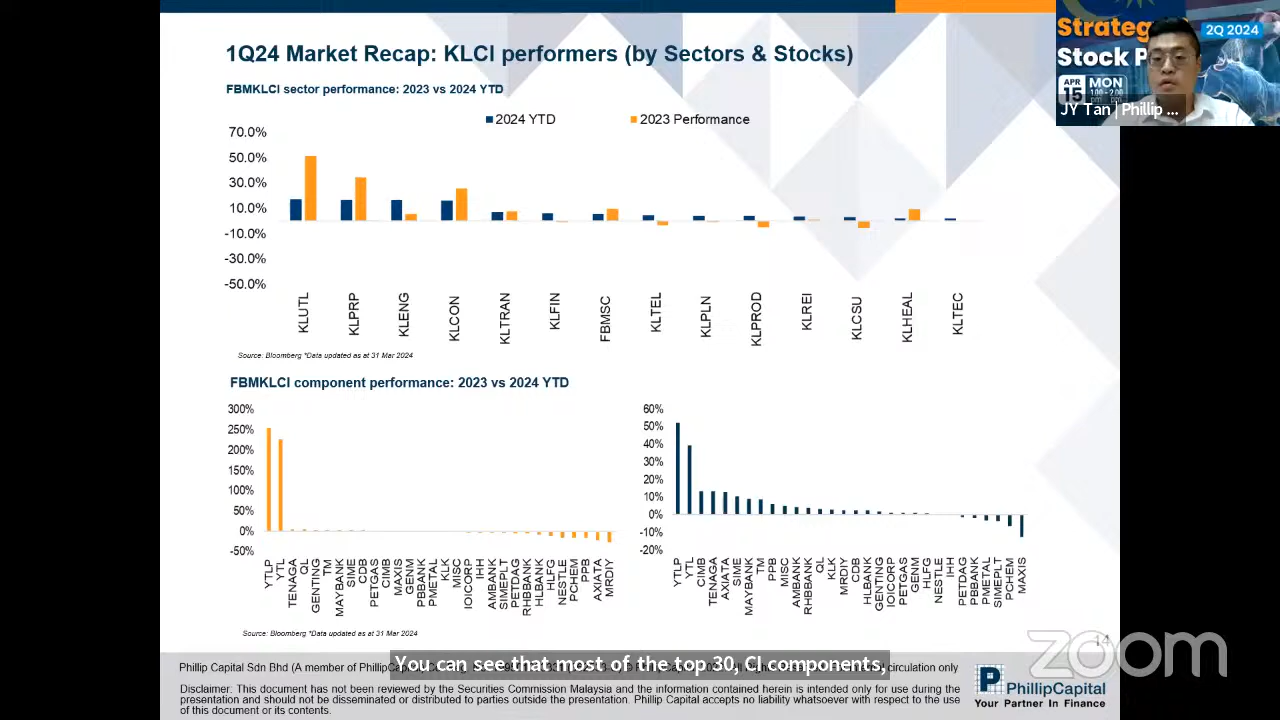 1Q24 Market Recap: KLCI performers (by Sectors & Stocks)
FBMKLCI sector performance: 2023 vs 2024 YTD
2024 YTD 2023 Performance
70.0%
50.0%
30.0%
10.0%
-10.0%
-30.0%
-50.0%
KLUTL KLPRP KLENG KLCON KLTRAN KLFIN FBMSC KLTEL KLPLN KLPROD KLREI KLCSU KLHEAL KLTEC
Source: Bloomberg *Data updated as at 31 Mar 2024
FBMKLCI component performance: 2023 vs 2024 YTD
300%
250%
200%
150%
100%
50%
0%
-50%
YTLP YTL TENAGA QL GENTING TM MAYBANK SIME CDB PETGAS CIMB MAXIS GENM PBBANK PMETAL KLK MISC IOICORP IHH AMBANK SIMEPLT PETDAG RHBBANK HLBANK HLFG NESTLE PCHEM PPB AXIATA MRDIY
60%
50%
40%
30%
20%
10%
0%
-10%
-20%
YTLP YTL CIMB TENAGA AXIATA SIME MAYBANK TM PPB MISC AMBANK RHBBANK QL KLK MRDIY CDB HLBANK GENTING IOICORP PETGAS GENM HLFG NESTLE IHH PETDAG PBBANK PMETAL SIMEPLT PCHEM MAXIS
Source: Bloomberg *Data updated as at 31 Mar 2024
14
Phillip Capital Sdn Bhd (A member of
circulation only
You can see that most of the top 30, CI components,
Disclaimer: This document has not been reviewed by the Securities Commission Malaysia and the information contained herein is intended only for use during the
presentation and should not be disseminated or distributed to parties outside the presentation. Phillip Capital accepts no liability whatsoever with respect to the use
of this document or its contents.
PhillipCapital
Your Partner In Finance
zoom
2Q 2024
Stock
APR
15
MON
JY Tan | Phillip ...